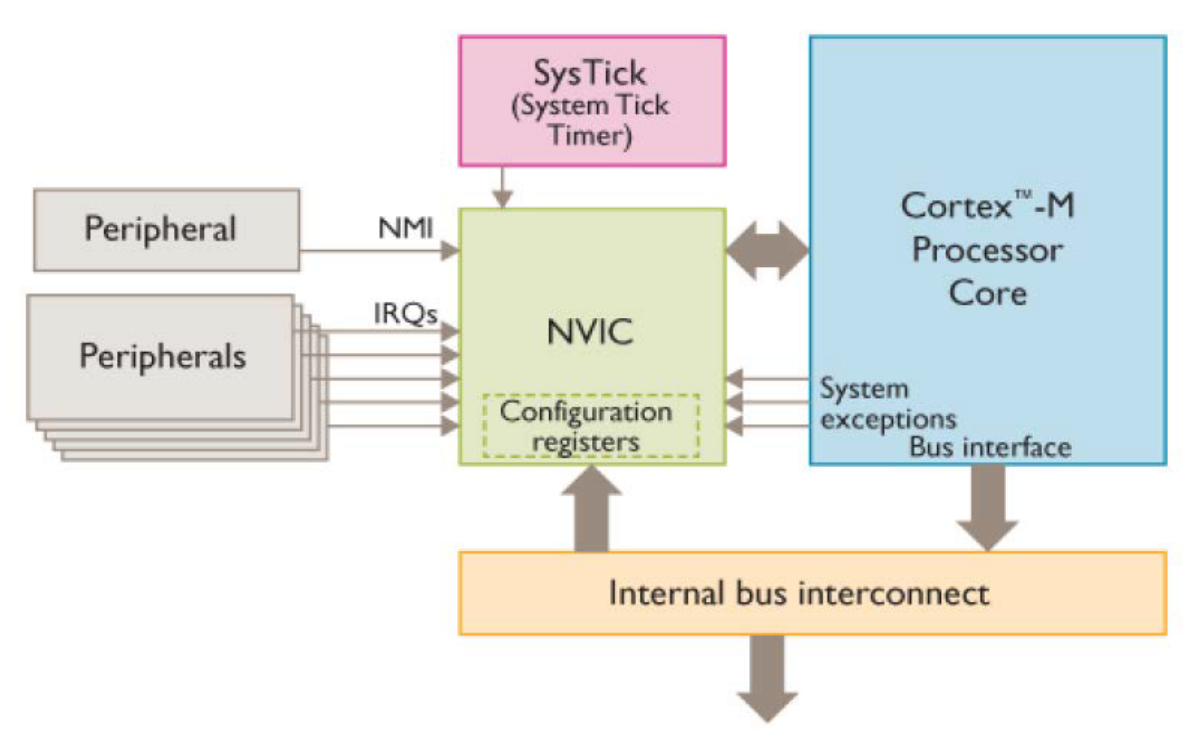 SysTick
(System Tick
Timer)
Cortex™-M
Processor
Core
Peripheral
NMI
IRQs
Peripherals
NVIC
Configuration
registers
System
exceptions
Bus interface
Internal bus interconnect